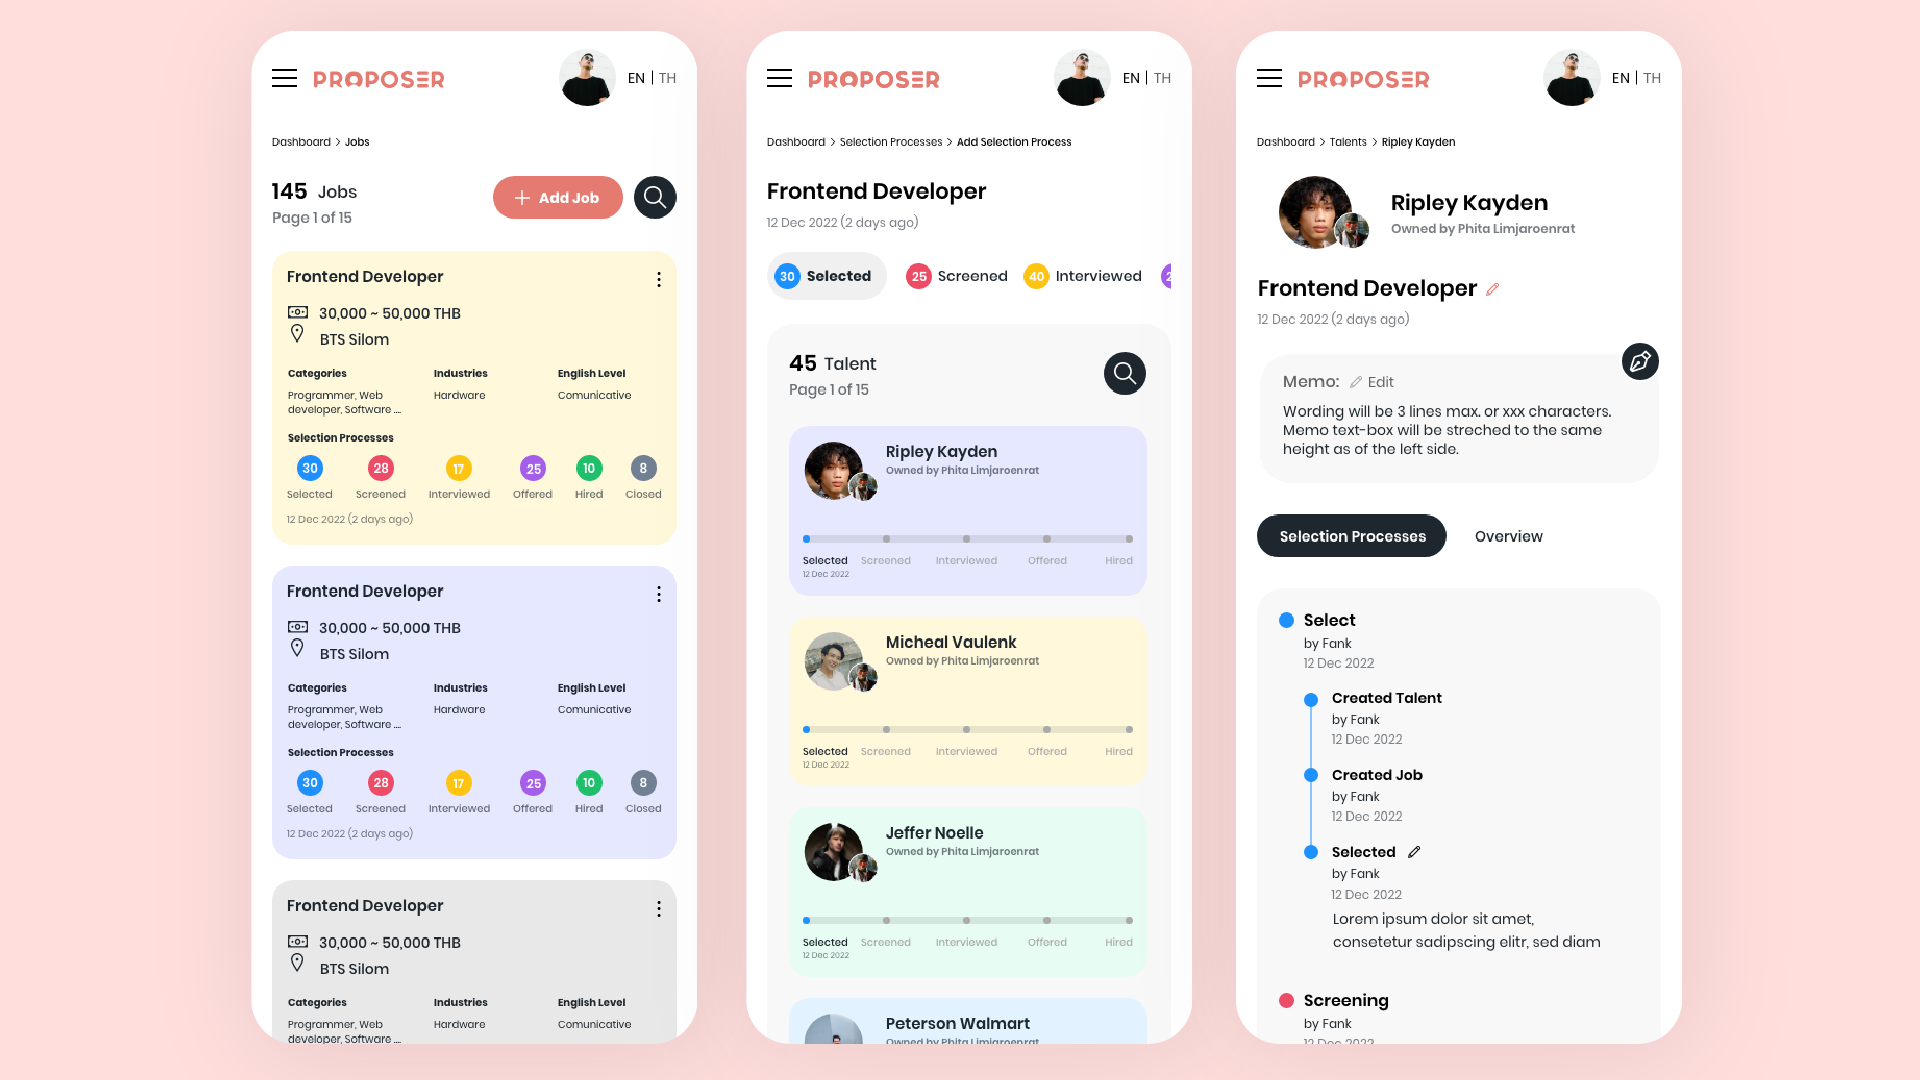 PROPOSER
EN | TH
Dashboard > Jobs
145 Jobs
Page 1 of 15
Add Job
Frontend Developer
30,000 ~ 50,000 THB
BTS Silom
Categories Industries English Level
Programmer, Web Hardware Comunicative
developer, Software ....
Selection Processes
30 28 17 25 10 8
Selected Screened Interviewed Offered Hired Closed
12 Dec 2022 (2 days ago)
Frontend Developer
30,000 ~ 50,000 THB
BTS Silom
Categories Industries English Level
Programmer, Web Hardware Comunicative
developer, Software ....
Selection Processes
30 28 17 25 10 8
Selected Screened Interviewed Offered Hired Closed
12 Dec 2022 (2 days ago)
Frontend Developer
30,000 ~ 50,000 THB
BTS Silom
Categories Industries English Level
Programmer, Web Hardware Comunicative
developer, Software ....
PROPOSER
EN | TH
Dashboard > Selection Processes > Add Selection Process
Frontend Developer
12 Dec 2022 (2 days ago)
30 Selected 25 Screened 40 Interviewed 2
45 Talent
Page 1 of 15
Ripley Kayden
Owned by Phita Limjaroenrat
Selected Screened Interviewed Offered Hired
12 Dec 2022
Micheal Vaulenk
Owned by Phita Limjaroenrat
Selected Screened Interviewed Offered Hired
12 Dec 2022
Jeffer Noelle
Owned by Phita Limjaroenrat
Selected Screened Interviewed Offered Hired
12 Dec 2022
Peterson Walmart
Owned by Phita Limjaroenrat
PROPOSER
EN | TH
Dashboard > Talents > Ripley Kayden
Ripley Kayden
Owned by Phita Limjaroenrat
Frontend Developer
12 Dec 2022 (2 days ago)
Memo: Edit
Wording will be 3 lines max. or xxx characters.
Memo text-box will be streched to the same
height as of the left side.
Selection Processes Overview
Select
by Fank
12 Dec 2022
Created Talent
by Fank
12 Dec 2022
Created Job
by Fank
12 Dec 2022
Selected
by Fank
12 Dec 2022
Lorem ipsum dolor sit amet,
consetetur sadipscing elitr, sed diam
Screening
by Fank
12 Dec 2022